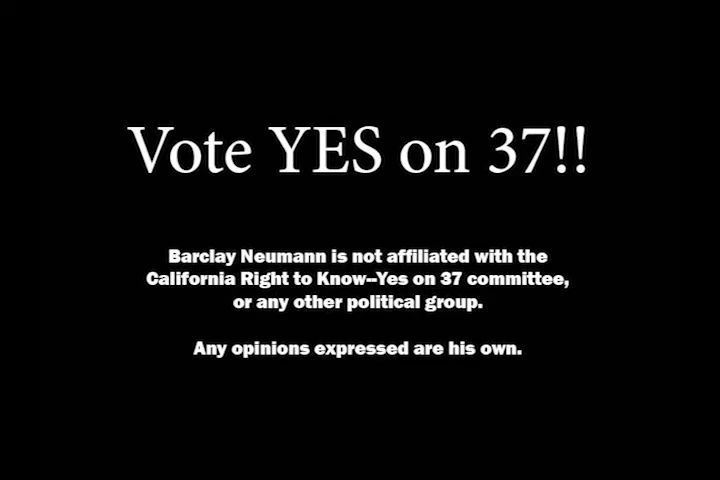 Vote YES on 37!!
Barclay Neumann is not affiliated with the
California Right to Know--Yes on 37 committee,
or any other political group.
Any opinions expressed are his own.